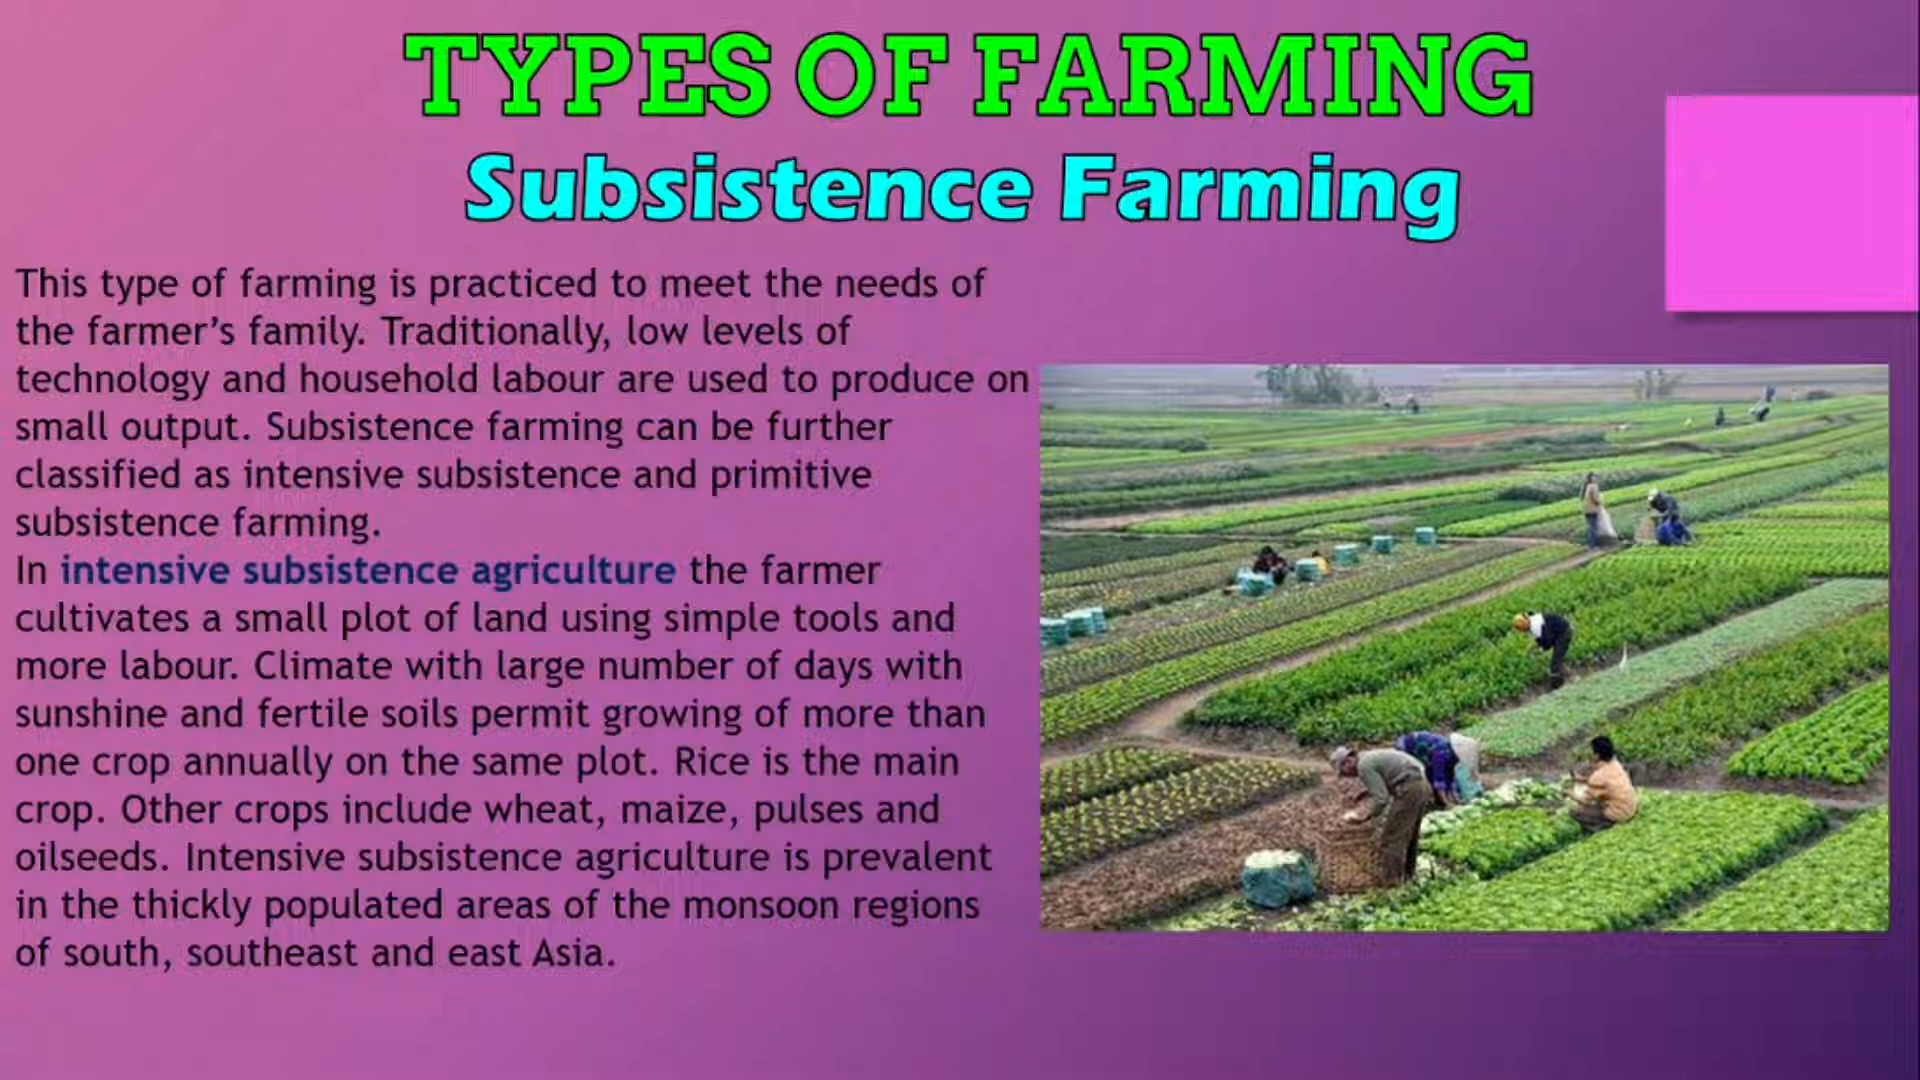 TYPES OF FARMING
Subsistence Farming
This type of farming is practiced to meet the needs of
the farmer’s family. Traditionally, low levels of
technology and household labour are used to produce on
small output. Subsistence farming can be further
classified as intensive subsistence and primitive
subsistence farming.
In intensive subsistence agriculture the farmer
cultivates a small plot of land using simple tools and
more labour. Climate with large number of days with
sunshine and fertile soils permit growing of more than
one crop annually on the same plot. Rice is the main
crop. Other crops include wheat, maize, pulses and
oilseeds. Intensive subsistence agriculture is prevalent
in the thickly populated areas of the monsoon regions
of south, southeast and east Asia.